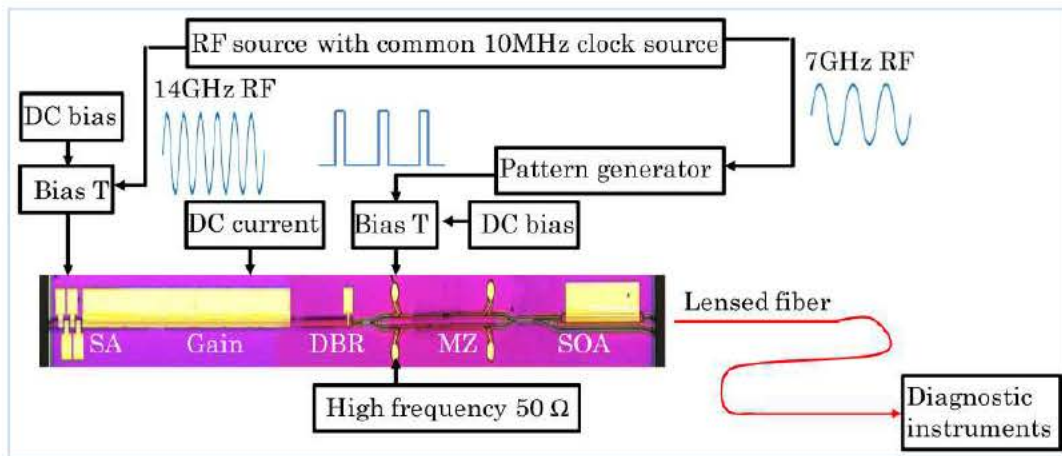 RF source with common 10MHz clock source
7GHz RF
14GHz RF
DC bias
Pattern generator
Bias T
DC current
Bias T
DC bias
Lensed fiber
SA
Gain
DBR
MZ
SOA
High frequency 50 Ω
Diagnostic
instruments